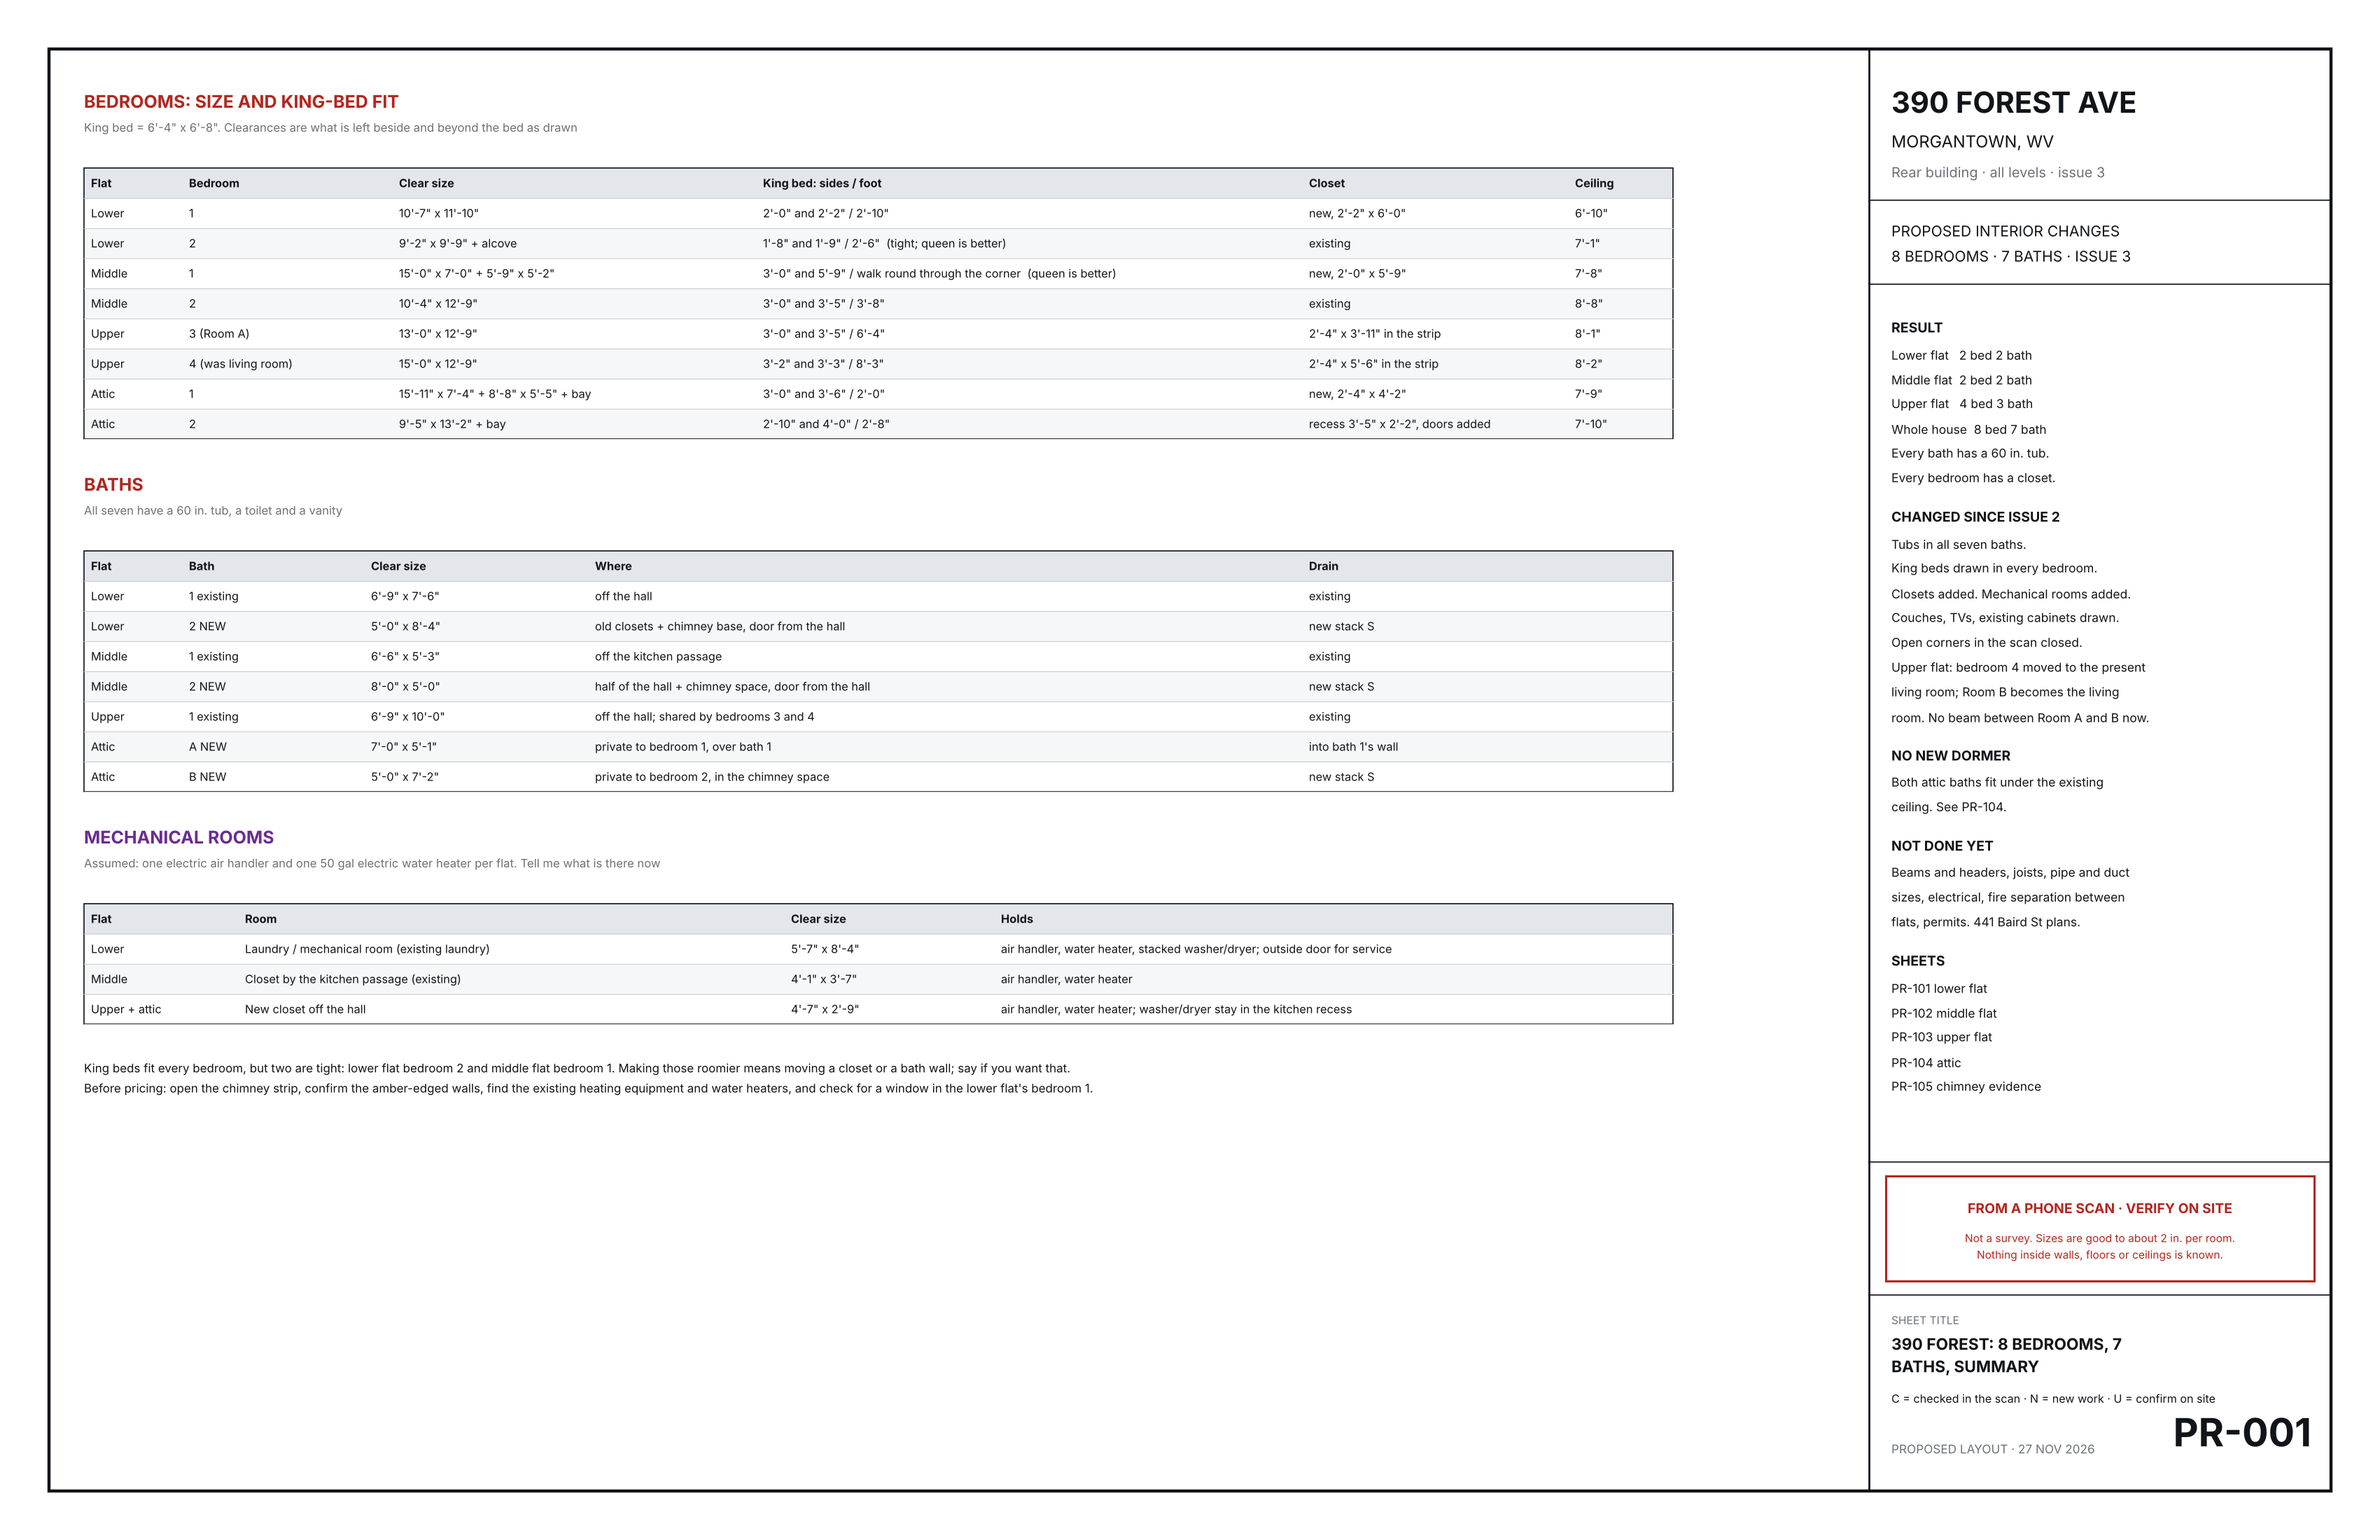 BEDROOMS: SIZE AND KING-BED FIT
King bed = 6'-4" x 6'-8". Clearances are what is left beside and beyond the bed as drawn
Flat Bedroom Clear size King bed: sides / foot Closet Ceiling
Lower 1 10'-7" x 11'-10" 2'-0" and 2'-2" / 2'-10" new, 2'-2" x 6'-0" 6'-10"
Lower 2 9'-2" x 9'-9" + alcove 1'-8" and 1'-9" / 2'-6" (tight; queen is better) existing 7'-1"
Middle 1 15'-0" x 7'-0" + 5'-9" x 5'-2" 3'-0" and 5'-9" / walk round through the corner (queen is better) new, 2'-0" x 5'-9" 7'-8"
Middle 2 10'-4" x 12'-9" 3'-0" and 3'-5" / 3'-8" existing 8'-8"
Upper 3 (Room A) 13'-0" x 12'-9" 3'-0" and 3'-5" / 6'-4" 2'-4" x 3'-11" in the strip 8'-1"
Upper 4 (was living room) 15'-0" x 12'-9" 3'-2" and 3'-3" / 8'-3" 2'-4" x 5'-6" in the strip 8'-2"
Attic 1 15'-11" x 7'-4" + 8'-8" x 5'-5" + bay 3'-0" and 3'-6" / 2'-0" new, 2'-4" x 4'-2" 7'-9"
Attic 2 9'-5" x 13'-2" + bay 2'-10" and 4'-0" / 2'-8" recess 3'-5" x 2'-2", doors added 7'-10"
BATHS
All seven have a 60 in. tub, a toilet and a vanity
Flat Bath Clear size Where Drain
Lower 1 existing 6'-9" x 7'-6" off the hall existing
Lower 2 NEW 5'-0" x 8'-4" old closets + chimney base, door from the hall new stack S
Middle 1 existing 6'-6" x 5'-3" off the kitchen passage existing
Middle 2 NEW 8'-0" x 5'-0" half of the hall + chimney space, door from the hall new stack S
Upper 1 existing 6'-9" x 10'-0" off the hall; shared by bedrooms 3 and 4 existing
Attic A NEW 7'-0" x 5'-1" private to bedroom 1, over bath 1 into bath 1's wall
Attic B NEW 5'-0" x 7'-2" private to bedroom 2, in the chimney space new stack S
MECHANICAL ROOMS
Assumed: one electric air handler and one 50 gal electric water heater per flat. Tell me what is there now
Flat Room Clear size Holds
Lower Laundry / mechanical room (existing laundry) 5'-7" x 8'-4" air handler, water heater, stacked washer/dryer; outside door for service
Middle Closet by the kitchen passage (existing) 4'-1" x 3'-7" air handler, water heater
Upper + attic New closet off the hall 4'-7" x 2'-9" air handler, water heater; washer/dryer stay in the kitchen recess
King beds fit every bedroom, but two are tight: lower flat bedroom 2 and middle flat bedroom 1. Making those roomier means moving a closet or a bath wall; say if you want that.
Before pricing: open the chimney strip, confirm the amber-edged walls, find the existing heating equipment and water heaters, and check for a window in the lower flat's bedroom 1.
390 FOREST AVE
MORGANTOWN, WV
Rear building · all levels · issue 3
PROPOSED INTERIOR CHANGES
8 BEDROOMS · 7 BATHS · ISSUE 3
RESULT
Lower flat 2 bed 2 bath
Middle flat 2 bed 2 bath
Upper flat 4 bed 3 bath
Whole house 8 bed 7 bath
Every bath has a 60 in. tub.
Every bedroom has a closet.
CHANGED SINCE ISSUE 2
Tubs in all seven baths.
King beds drawn in every bedroom.
Closets added. Mechanical rooms added.
Couches, TVs, existing cabinets drawn.
Open corners in the scan closed.
Upper flat: bedroom 4 moved to the present
living room; Room B becomes the living
room. No beam between Room A and B now.
NO NEW DORMER
Both attic baths fit under the existing
ceiling. See PR-104.
NOT DONE YET
Beams and headers, joists, pipe and duct
sizes, electrical, fire separation between
flats, permits. 441 Baird St plans.
SHEETS
PR-101 lower flat
PR-102 middle flat
PR-103 upper flat
PR-104 attic
PR-105 chimney evidence
FROM A PHONE SCAN · VERIFY ON SITE
Not a survey. Sizes are good to about 2 in. per room.
Nothing inside walls, floors or ceilings is known.
SHEET TITLE
390 FOREST: 8 BEDROOMS, 7
BATHS, SUMMARY
C = checked in the scan · N = new work · U = confirm on site
PROPOSED LAYOUT · 27 NOV 2026
PR-001